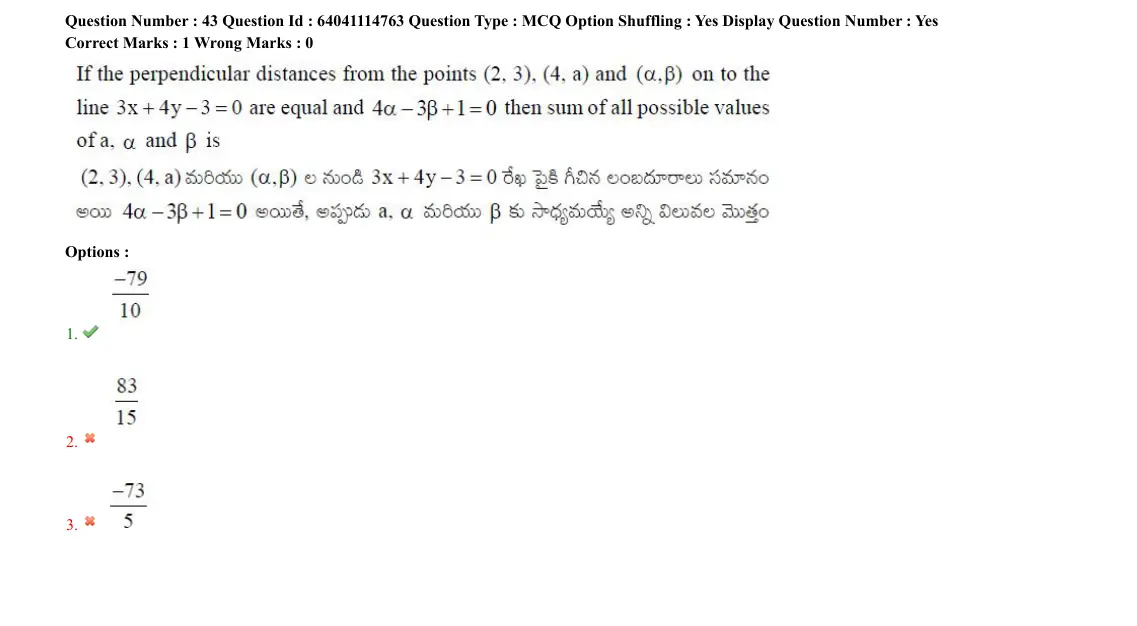 Question Number : 43 Question Id : 64041114763 Question Type : MCQ Option Shuffling : Yes Display Question Number : Yes
Correct Marks : 1 Wrong Marks : 0
If the perpendicular distances from the points (2, 3), (4, a) and (α,β) on to the
line 3x + 4y − 3 = 0 are equal and 4α − 3β + 1 = 0 then sum of all possible values
of a, α and β is
(2, 3), (4, a) మరియు (α,β) ల నుండి 3x + 4y − 3 = 0 రేఖ పైకి గీచిన లంబదూరాలు సమానం
అయి 4α − 3β + 1 = 0 అయితే, అప్పుడు a, α మరియు β కు సాధ్యమయ్యే అన్ని విలువల మొత్తం
Options :
−79
10
1.
83
15
2.
−73
5
3.